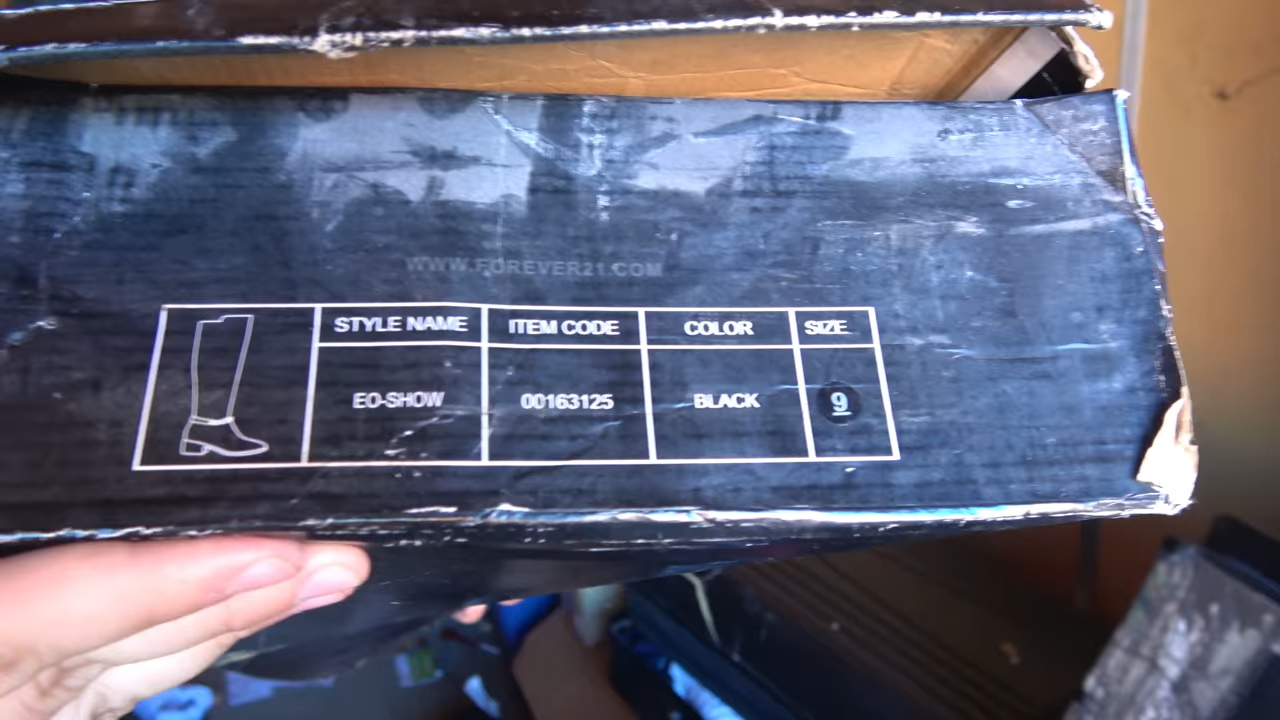 WWW.FOREVER21.COM
STYLE NAME ITEM CODE COLOR SIZE
EO-SHOW 00163125 BLACK 9